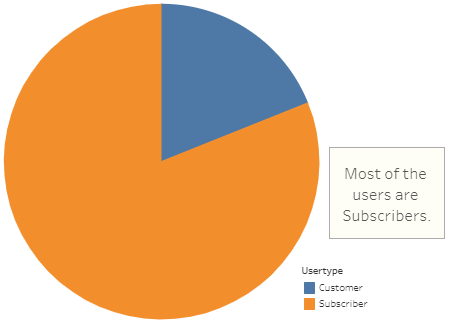 Most of the
users are
Subscribers.
Usertype
Customer
Subscriber